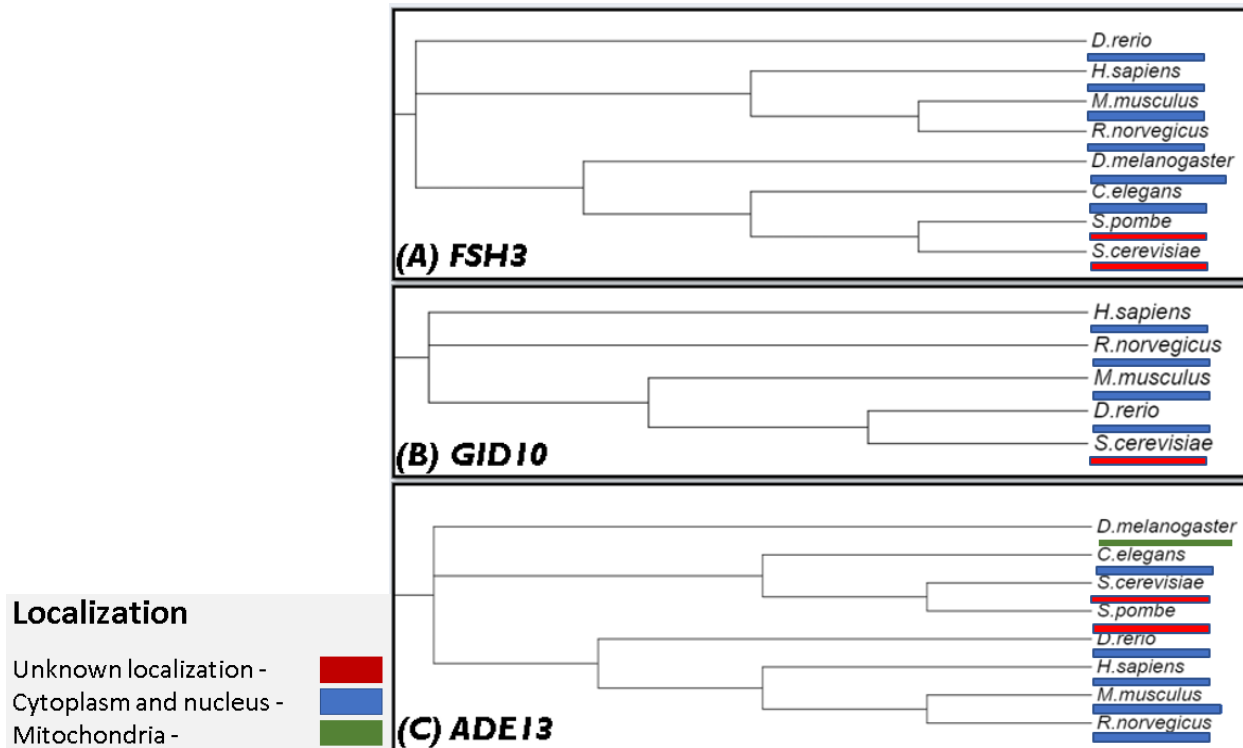 D.rerio
H.sapiens
M.musculus
R.norvegicus
D.melanogaster
C.elegans
S.pombe
S.cerevisiae
(A) FSH3
H.sapiens
R.norvegicus
M.musculus
D.rerio
S.cerevisiae
(B) GID10
D.melanogaster
C.elegans
S.cerevisiae
S.pombe
D.rerio
H.sapiens
M.musculus
R.norvegicus
(C) ADE13
Localization
Unknown localization -
Cytoplasm and nucleus -
Mitochondria -